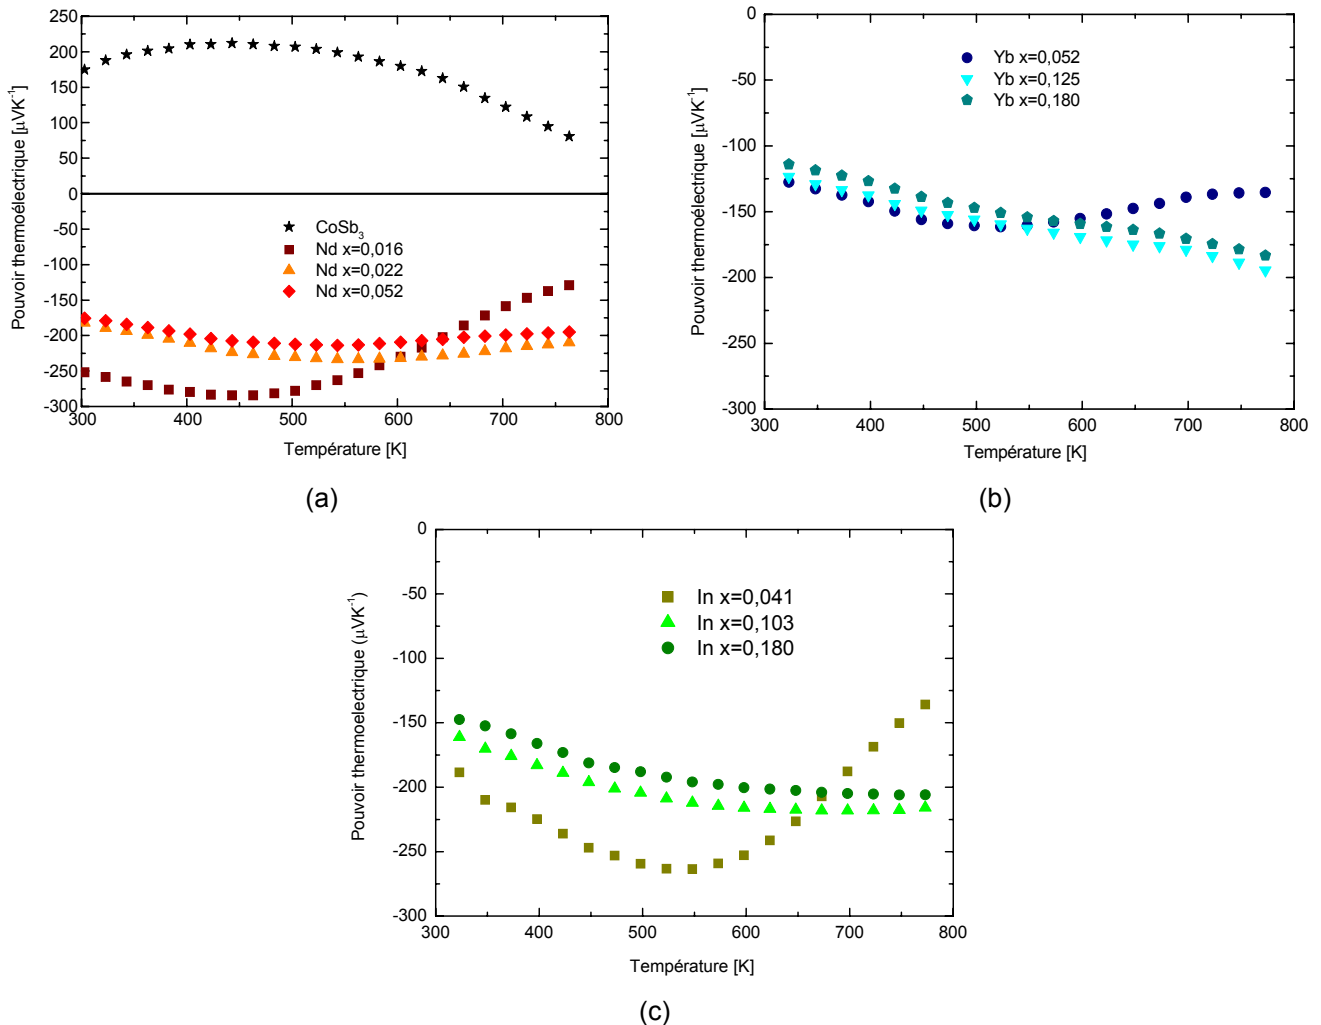 250
200
150
100
50
0
-50
-100
-150
-200
-250
-300
300
400
500
600
700
800
Pouvoir thermoélectrique [µVK⁻¹]
Température [K]
CoSb₃
Nd x=0,016
Nd x=0,022
Nd x=0,052
(a)
0
-50
-100
-150
-200
-250
-300
300
400
500
600
700
800
Pouvoir thermoélectrique [µVK⁻¹]
Température [K]
Yb x=0,052
Yb x=0,125
Yb x=0,180
(b)
0
-50
-100
-150
-200
-250
-300
300
400
500
600
700
800
Pouvoir thermoelectrique (µVK⁻¹)
Température [K]
In x=0,041
In x=0,103
In x=0,180
(c)